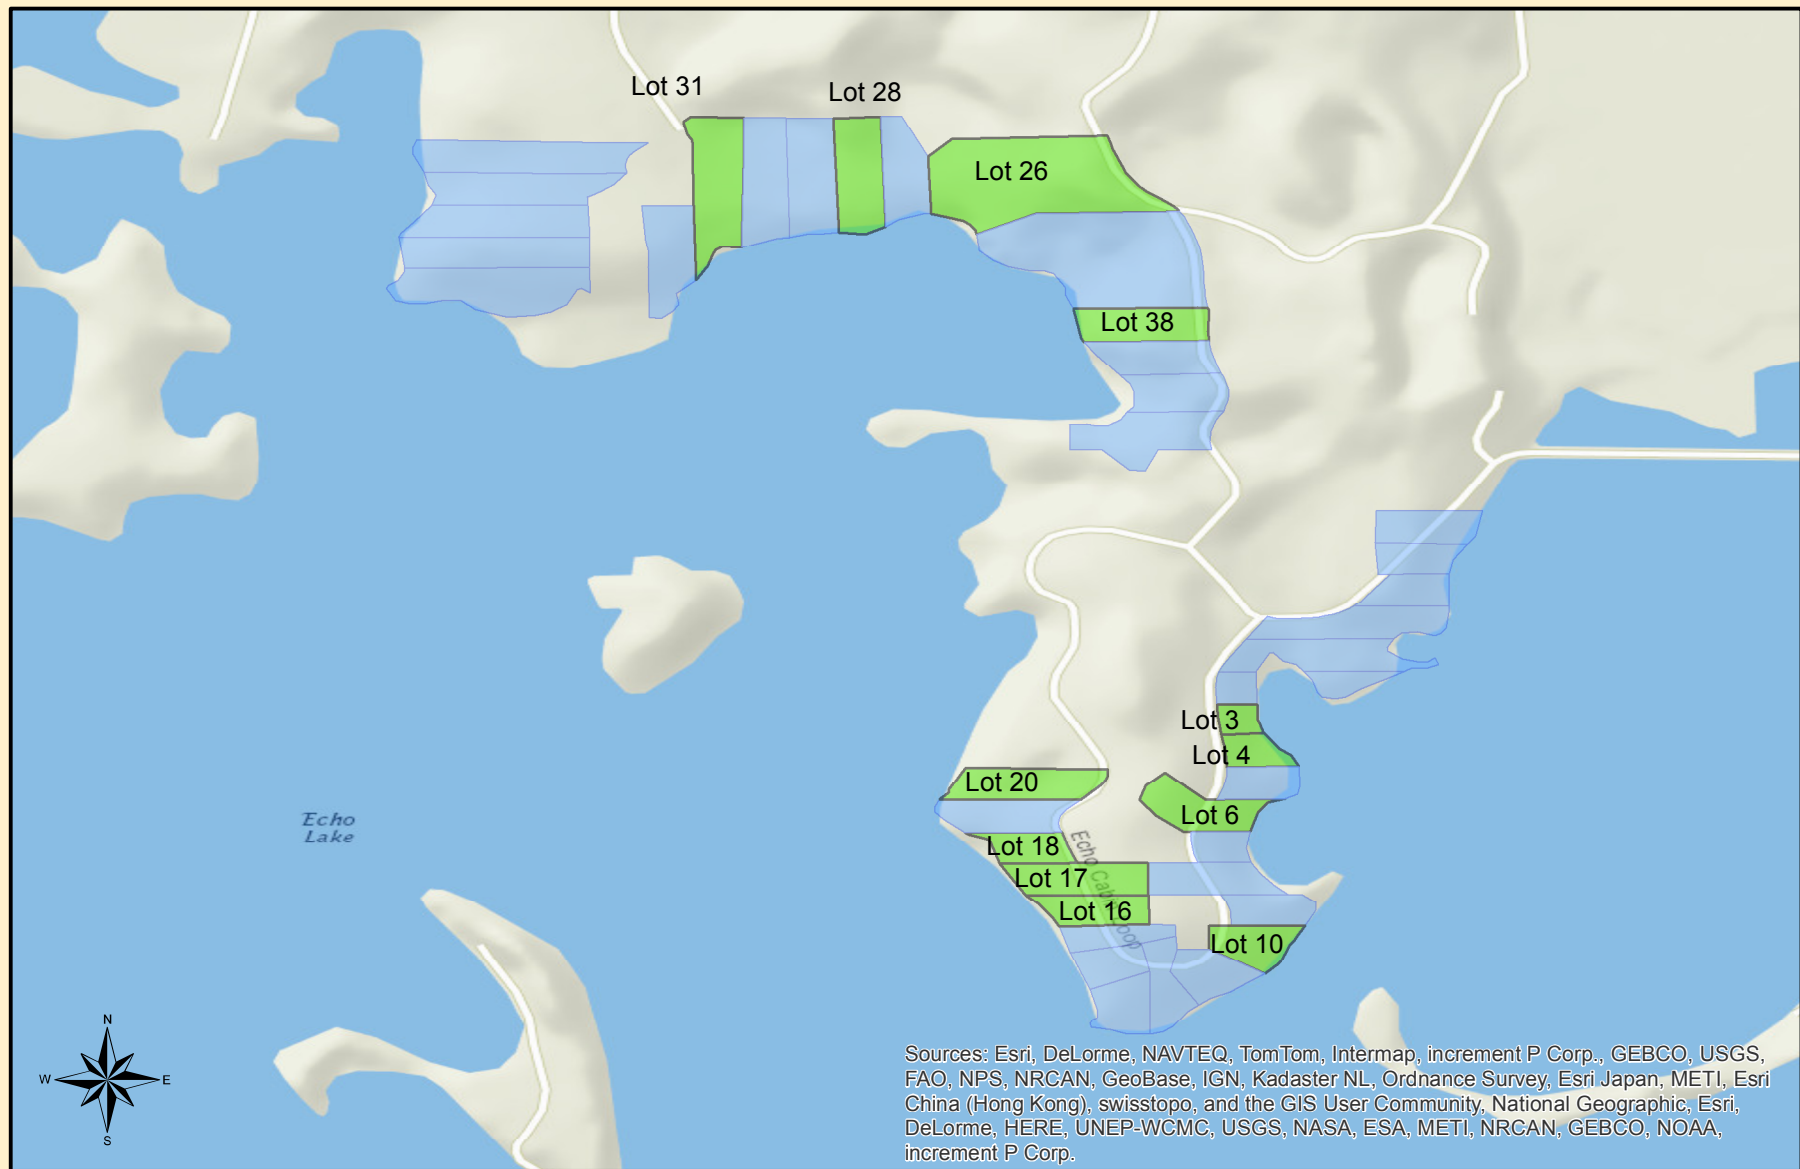 Lot 31
Lot 28
Lot 26
Lot 38
Lot 3
Lot 4
Lot 20
Lot 6
Echo
Lake
Lot 18
Echo Cabin Loop
Lot 17
Lot 16
Lot 10
N
W
E
S
Sources: Esri, DeLorme, NAVTEQ, TomTom, Intermap, increment P Corp., GEBCO, USGS,
FAO, NPS, NRCAN, GeoBase, IGN, Kadaster NL, Ordnance Survey, Esri Japan, METI, Esri
China (Hong Kong), swisstopo, and the GIS User Community, National Geographic, Esri,
DeLorme, HERE, UNEP-WCMC, USGS, NASA, ESA, METI, NRCAN, GEBCO, NOAA,
increment P Corp.